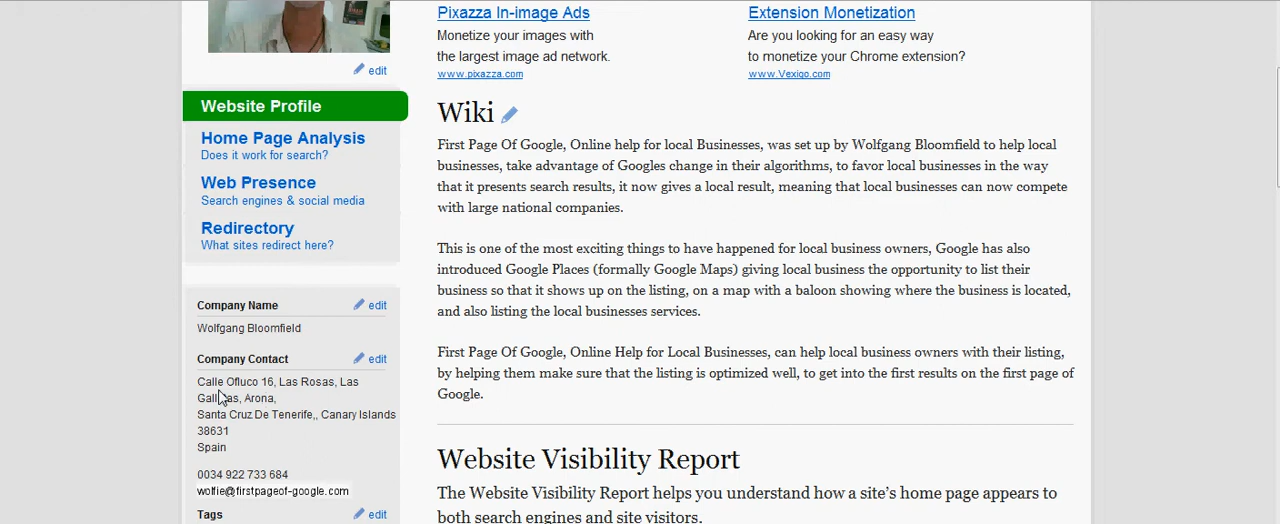 Pixazza In-image Ads
Monetize your images with
the largest image ad network.
www.pixazza.com
Extension Monetization
Are you looking for an easy way
to monetize your Chrome extension?
www.Vexigo.com
edit
Website Profile
Home Page Analysis
Does it work for search?
Web Presence
Search engines & social media
Redirectory
What sites redirect here?
Company Name
edit
Wolfgang Bloomfield
Company Contact
edit
Calle Ofluco 16, Las Rosas, Las
Arona,
Santa Cruz De Tenerife,, Canary Islands
38631
Spain
0034 922 733 684
wolfie@firstpageof-google.com
Tags
edit
Wiki
First Page Of Google, Online help for local Businesses, was set up by Wolfgang Bloomfield to help local
businesses, take advantage of Googles change in their algorithms, to favor local businesses in the way
that it presents search results, it now gives a local result, meaning that local businesses can now compete
with large national companies.
This is one of the most exciting things to have happened for local business owners, Google has also
introduced Google Places (formally Google Maps) giving local business the opportunity to list their
business so that it shows up on the listing, on a map with a baloon showing where the business is located,
and also listing the local businesses services.
First Page Of Google, Online Help for Local Businesses, can help local business owners with their listing,
by helping them make sure that the listing is optimized well, to get into the first results on the first page of
Google.
Website Visibility Report
The Website Visibility Report helps you understand how a site's home page appears to
both search engines and site visitors.